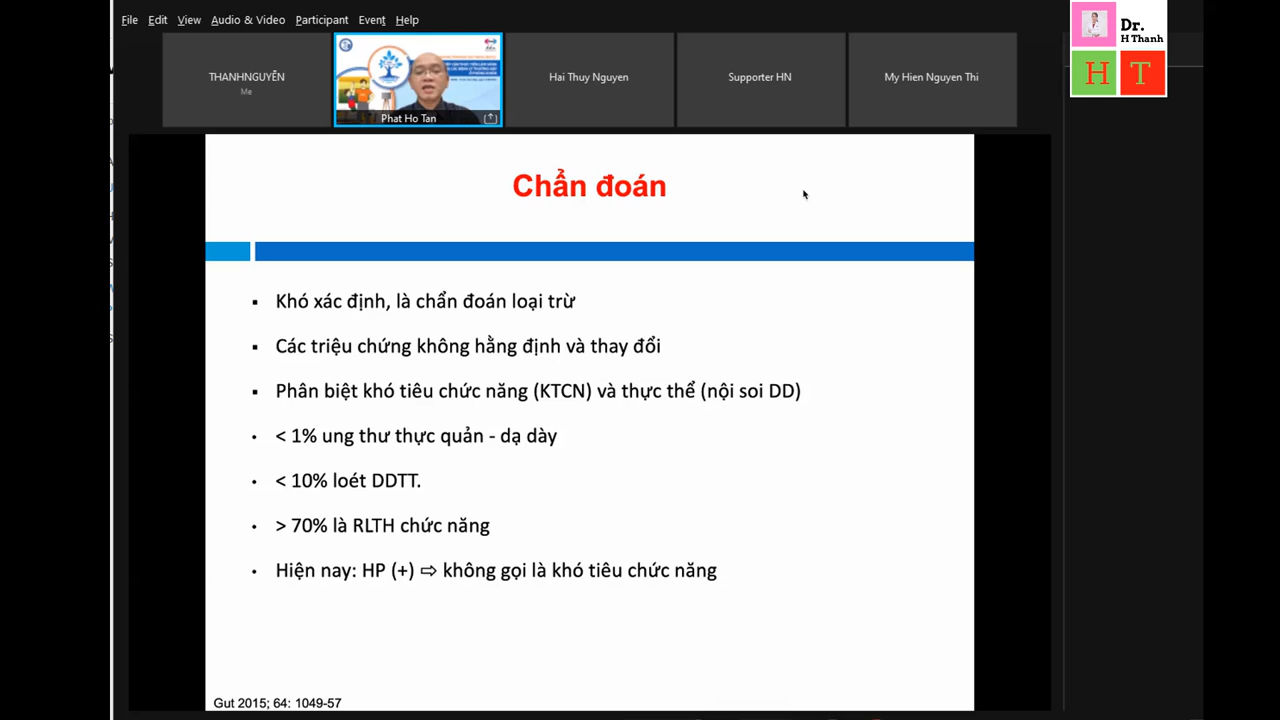 File Edit View Audio & Video Participant Event Help
Dr.
H Thanh
H T
THANHNGUYỄN
Me
Phat Ho Tan
Hai Thuy Nguyen
Supporter HN
My Hien Nguyen Thi
Chẩn đoán
▪ Khó xác định, là chẩn đoán loại trừ
▪ Các triệu chứng không hằng định và thay đổi
▪ Phân biệt khó tiêu chức năng (KTCN) và thực thể (nội soi DD)
• < 1% ung thư thực quản - dạ dày
• < 10% loét DDTT.
• > 70% là RLTH chức năng
• Hiện nay: HP (+) ⇨ không gọi là khó tiêu chức năng
Gut 2015; 64: 1049-57